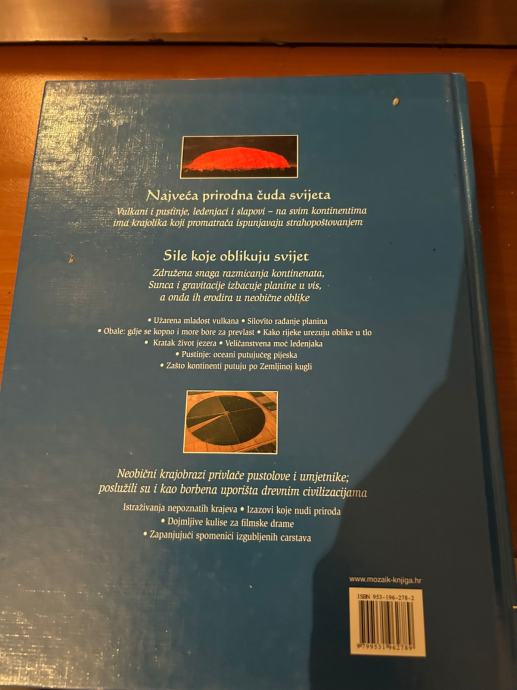 Najveća prirodna čuda svijeta
Vulkani i pustinje, ledenjaci i slapovi – na svim kontinentima
ima krajolika koji promatrača ispunjavaju strahopoštovanjem
Sile koje oblikuju svijet
Združena snaga razmicanja kontinenata,
Sunca i gravitacije izbacuje planine u vis,
a onda ih erodira u neobične oblike
• Užarena mladost vulkana • Silovito rađanje planina
• Obale: gdje se kopno i more bore za prevlast • Kako rijeke urezuju oblike u tlo
• Kratak život jezera • Veličanstvena moć ledenjaka
• Pustinje: oceani putujućeg pijeska
• Zašto kontinenti putuju po Zemljinoj kugli
Neobični krajobrazi privlače pustolove i umjetnike;
poslužili su i kao borbena uporišta drevnim civilizacijama
Istraživanja nepoznatih krajeva • Izazovi koje nudi priroda
• Dojmljive kulise za filmske drame
• Zapanjujući spomenici izgubljenih carstava
www.mozaik-knjiga.hr
ISBN 953-196-278-2
9799531962789